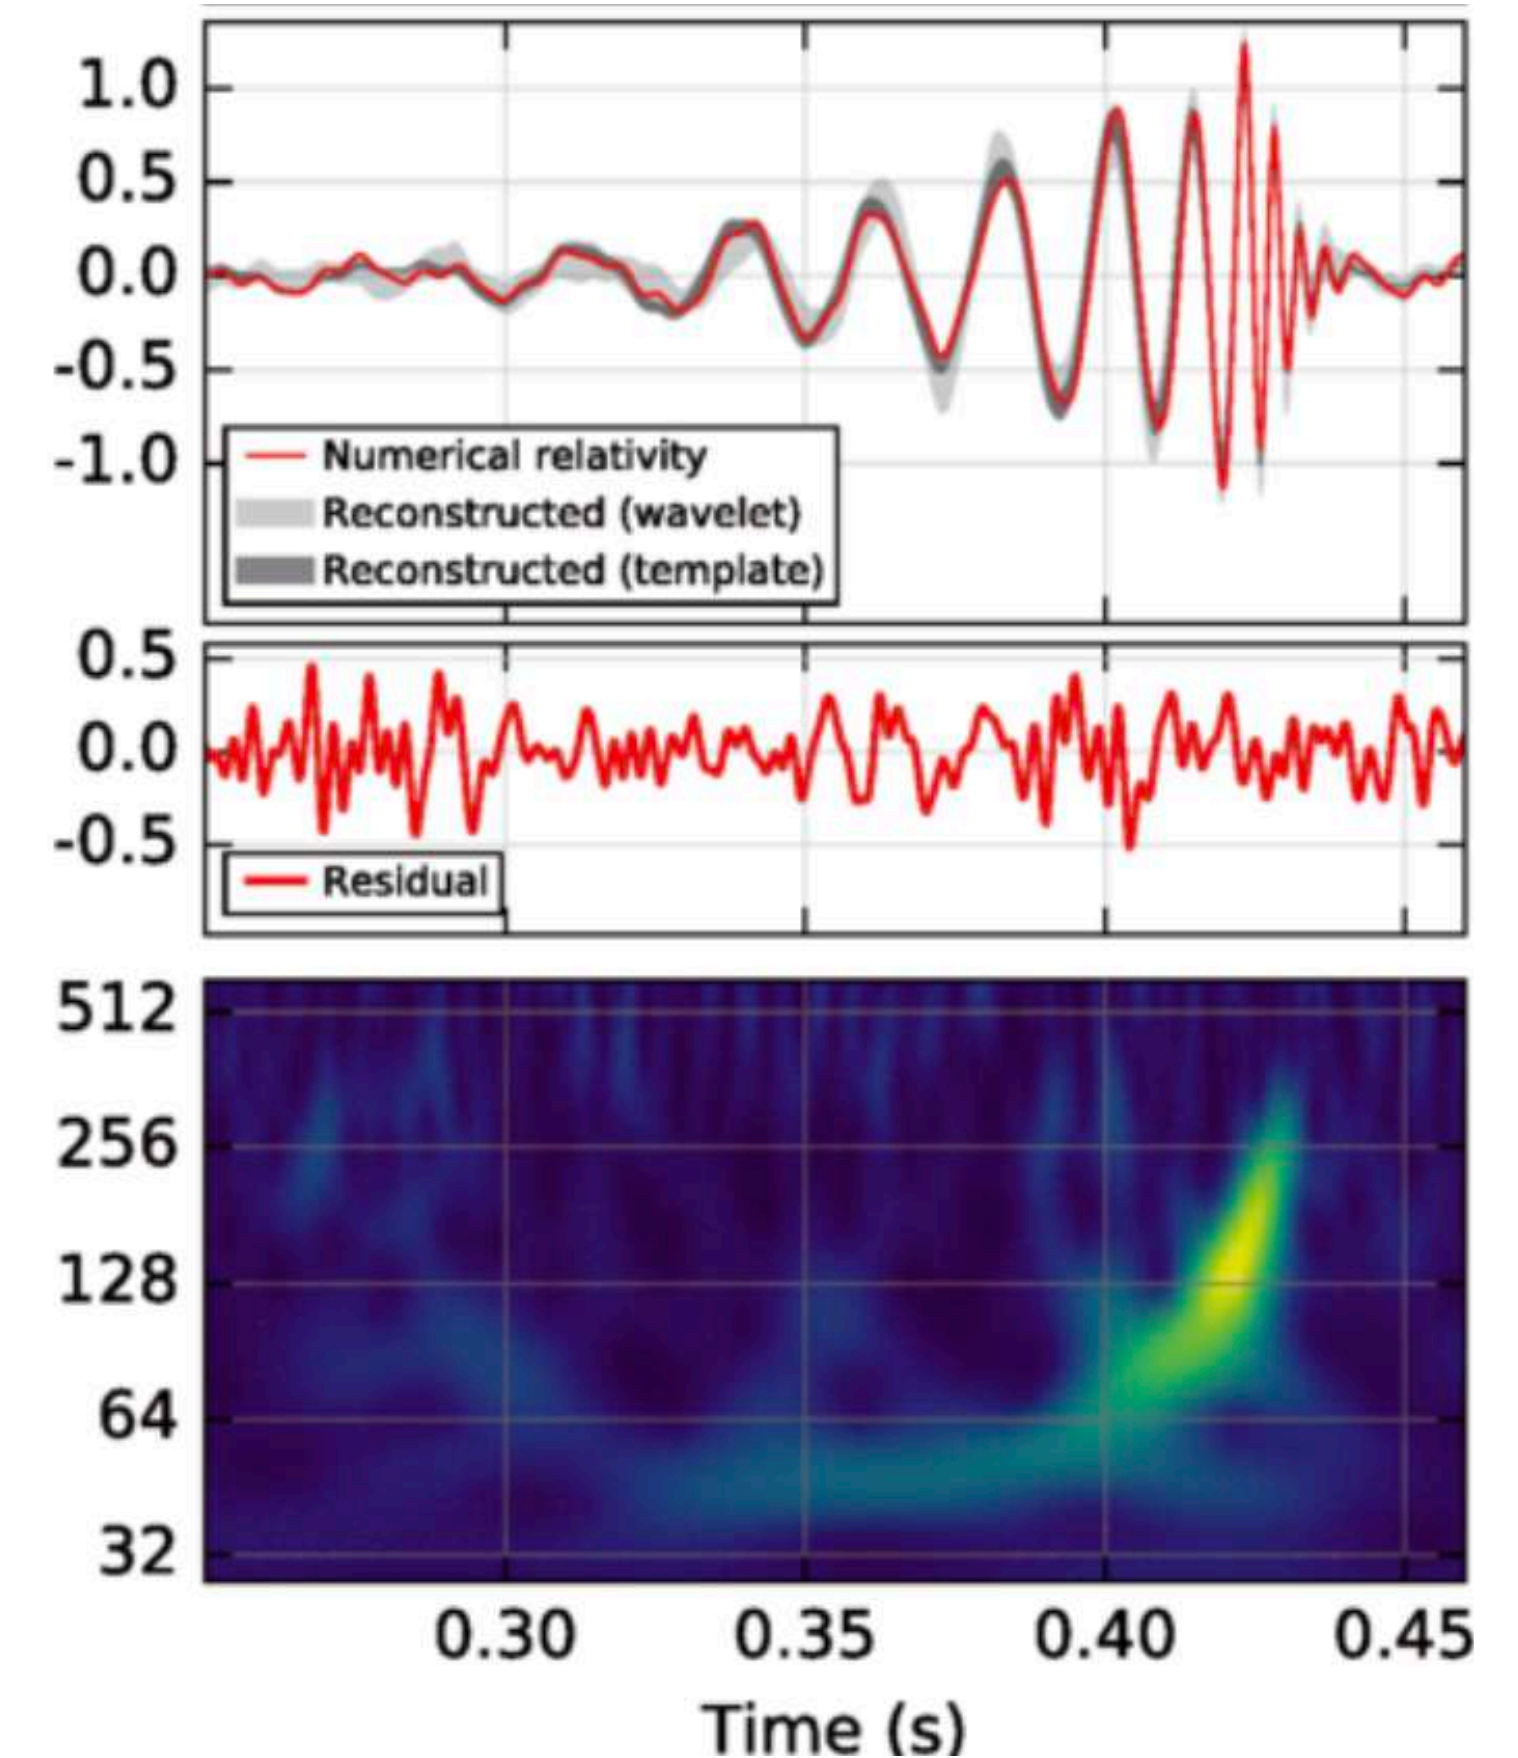 1.0
0.5
0.0
-0.5
-1.0
Numerical relativity
Reconstructed (wavelet)
Reconstructed (template)
0.5
0.0
-0.5
Residual
512
256
128
64
32
0.30 0.35 0.40 0.45
Time (s)